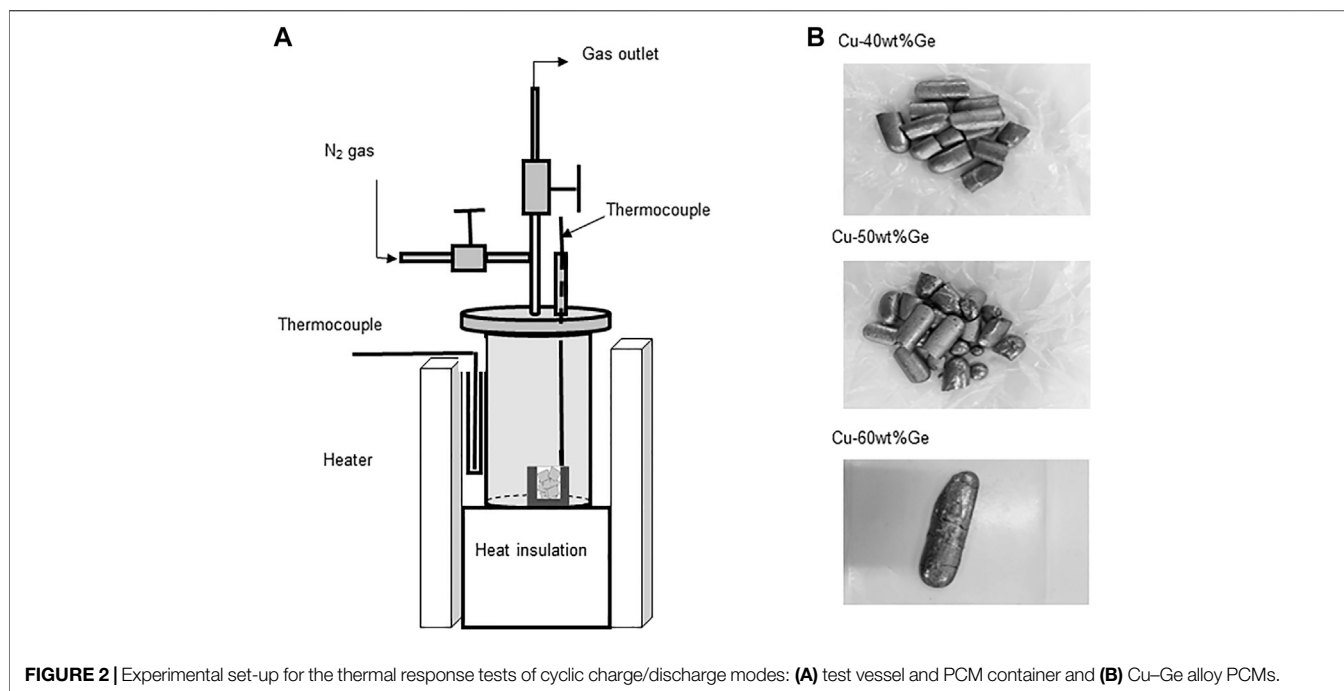 A
Gas outlet
N₂ gas
Thermocouple
Thermocouple
Heater
Heat insulation
B
Cu-40wt%Ge
Cu-50wt%Ge
Cu-60wt%Ge
FIGURE 2 | Experimental set-up for the thermal response tests of cyclic charge/discharge modes: (A) test vessel and PCM container and (B) Cu–Ge alloy PCMs.